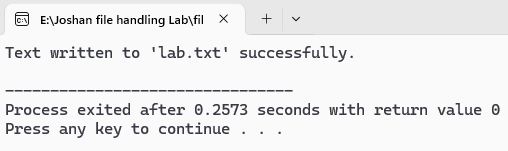 E:\Joshan file handling Lab\fil
Text written to 'lab.txt' successfully.
--------------------------------
Process exited after 0.2573 seconds with return value 0
Press any key to continue . . .